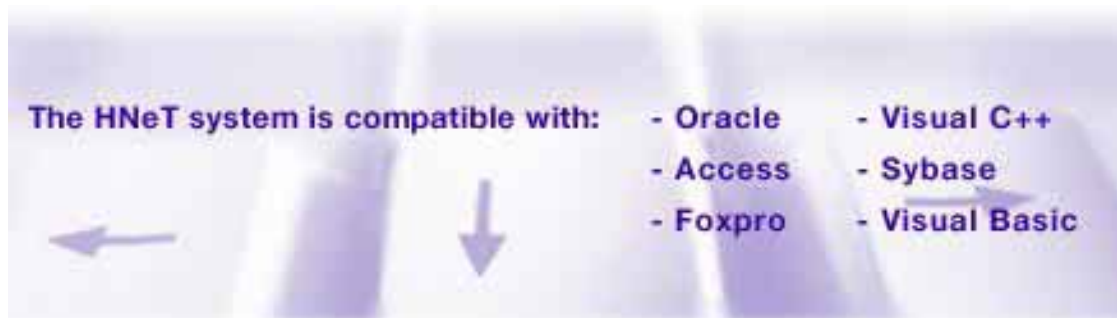 The HNeT system is compatible with: - Oracle - Visual C++
- Access - Sybase
- Foxpro - Visual Basic